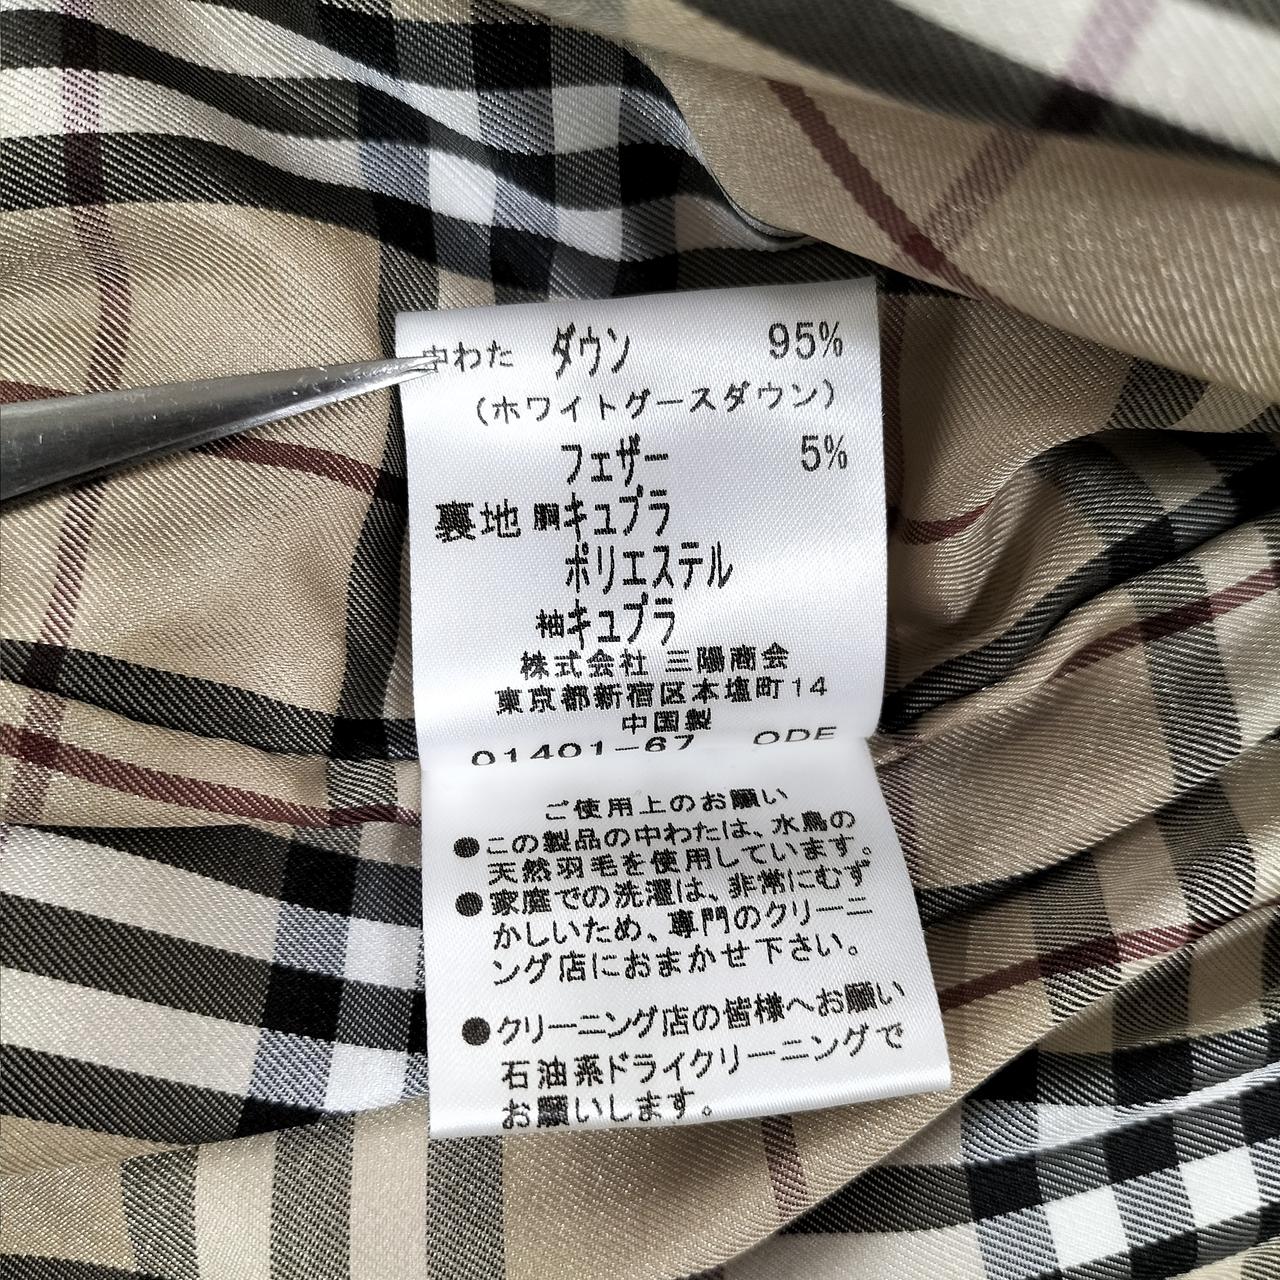 中わた ダウン 95%
(ホワイトグースダウン)
フェザー 5%
裏地 胴キュプラ
ポリエステル
袖キュプラ
株式会社 三陽商会
東京都新宿区本塩町14
中国製
01401-67 ODE
ご使用上のお願い
●この製品の中わたは、水鳥の
天然羽毛を使用しています。
●家庭での洗濯は、非常にむず
かしいため、専門のクリーニ
ング店におまかせ下さい。
●クリーニング店の皆様へお願い
石油系ドライクリーニングで
お願いします。